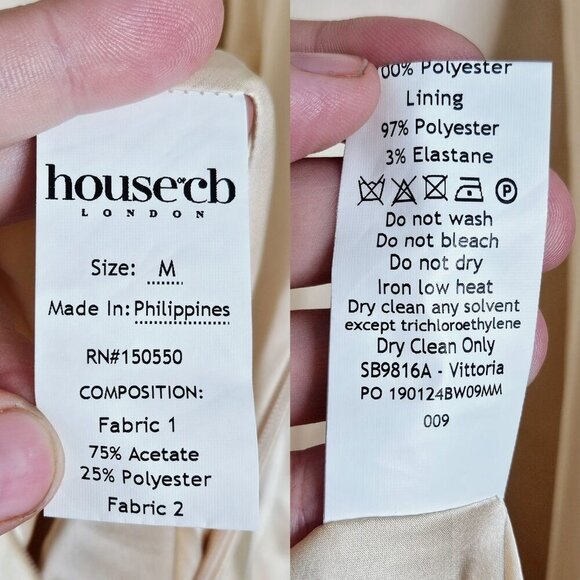 house of cb
LONDON
Size: M
Made In: Philippines
RN#150550
COMPOSITION:
Fabric 1
75% Acetate
25% Polyester
Fabric 2
00% Polyester
Lining
97% Polyester
3% Elastane
P
Do not wash
Do not bleach
Do not dry
Iron low heat
Dry clean any solvent
except trichloroethylene
Dry Clean Only
SB9816A - Vittoria
PO 190124BW09MM
009